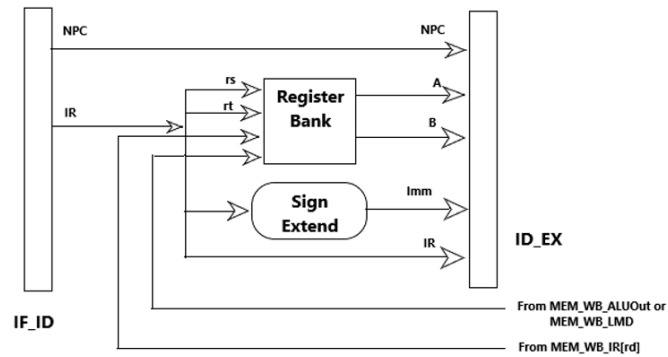 NPC
NPC
rs
A
Register
Bank
rt
IR
B
Sign
Extend
Imm
IR
ID_EX
IF_ID
From MEM_WB_ALUOut or
MEM_WB_LMD
From MEM_WB_IR[rd]